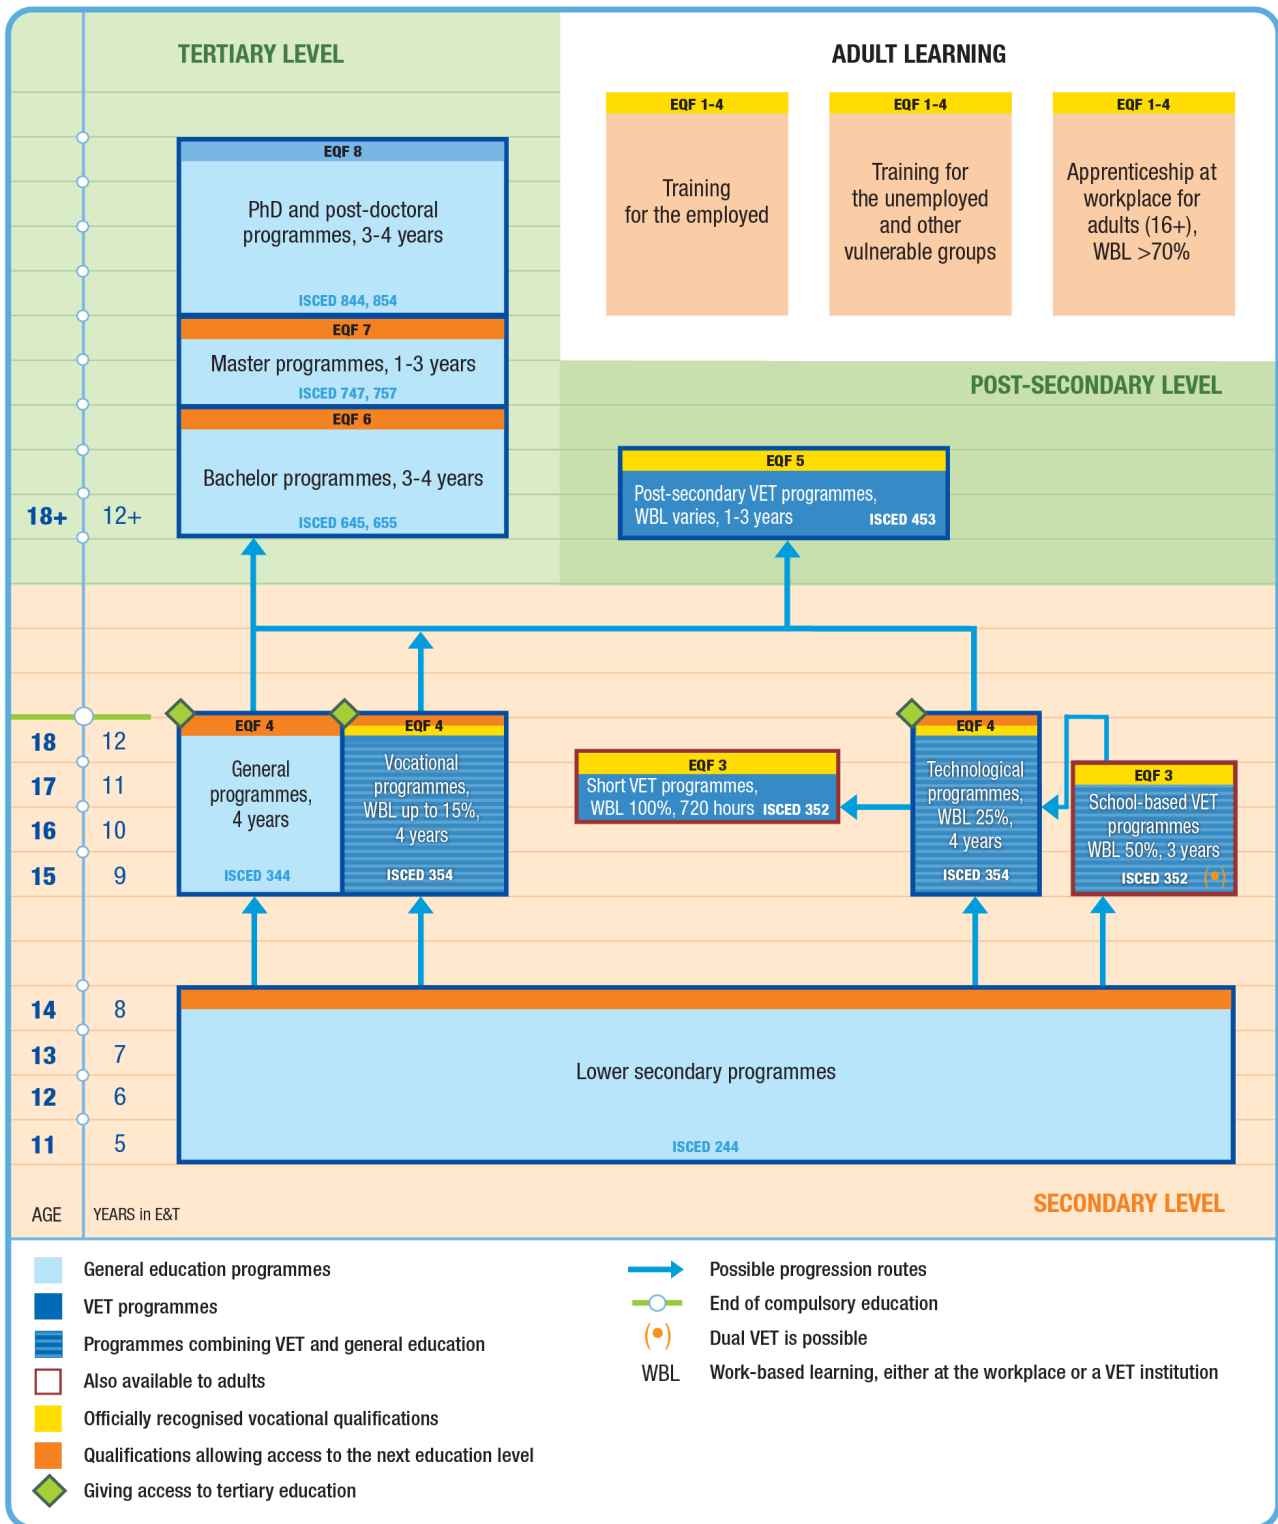 TERTIARY LEVEL
ADULT LEARNING
EQF 1-4
Training
for the employed
EQF 1-4
Training for
the unemployed
and other
vulnerable groups
EQF 1-4
Apprenticeship at
workplace for
adults (16+),
WBL >70%
EQF 8
PhD and post-doctoral
programmes, 3-4 years
ISCED 844, 854
EQF 7
Master programmes, 1-3 years
ISCED 747, 757
EQF 6
Bachelor programmes, 3-4 years
ISCED 645, 655
POST-SECONDARY LEVEL
EQF 5
Post-secondary VET programmes,
WBL varies, 1-3 years ISCED 453
18+ 12+
EQF 4
General
programmes,
4 years
ISCED 344
EQF 4
Vocational
programmes,
WBL up to 15%,
4 years
ISCED 354
EQF 3
Short VET programmes,
WBL 100%, 720 hours ISCED 352
EQF 4
Technological
programmes,
WBL 25%,
4 years
ISCED 354
EQF 3
School-based VET
programmes
WBL 50%, 3 years
ISCED 352
18 12
17 11
16 10
15 9
14 8
13 7
12 6
11 5
Lower secondary programmes
ISCED 244
AGE YEARS in E&T
SECONDARY LEVEL
General education programmes
VET programmes
Programmes combining VET and general education
Also available to adults
Officially recognised vocational qualifications
Qualifications allowing access to the next education level
Giving access to tertiary education
Possible progression routes
End of compulsory education
Dual VET is possible
WBL Work-based learning, either at the workplace or a VET institution